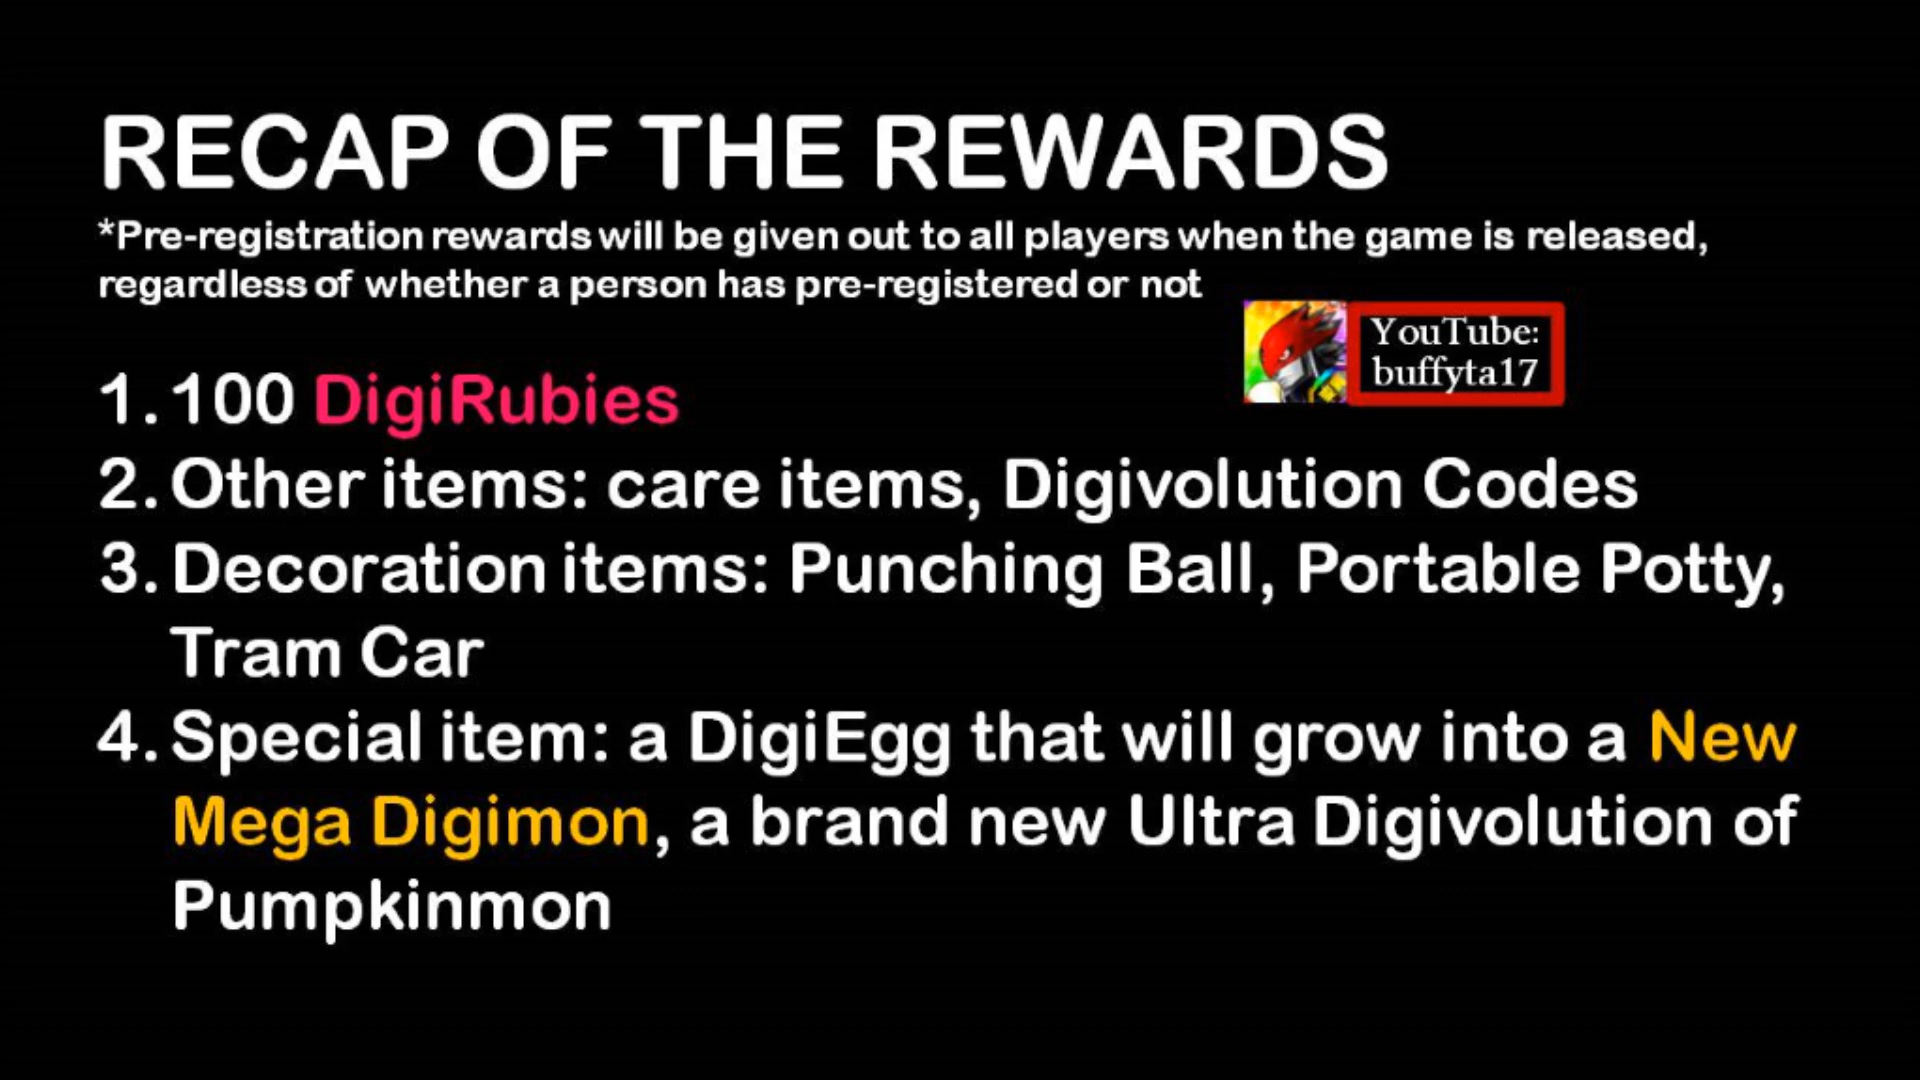 RECAP OF THE REWARDS
*Pre-registration rewards will be given out to all players when the game is released,
regardless of whether a person has pre-registered or not
YouTube:
buffyta17
1. 100 DigiRubies
2. Other items: care items, Digivolution Codes
3. Decoration items: Punching Ball, Portable Potty,
Tram Car
4. Special item: a DigiEgg that will grow into a New
Mega Digimon, a brand new Ultra Digivolution of
Pumpkinmon